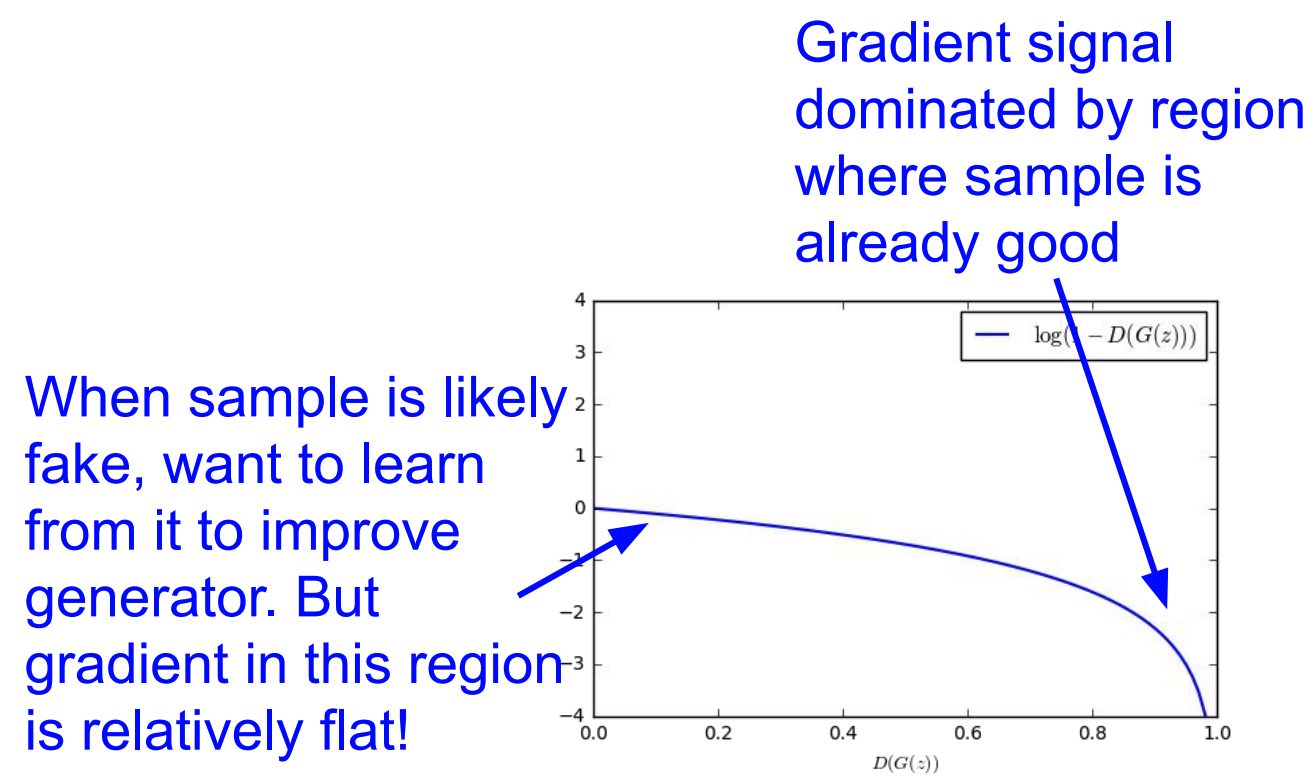 Gradient signal
dominated by region
where sample is
already good
When sample is likely
fake, want to learn
from it to improve
generator. But
gradient in this region
is relatively flat!
log(1 − D(G(z)))
4
3
2
1
0
−1
−2
−3
−4
0.0 0.2 0.4 0.6 0.8 1.0
D(G(z))